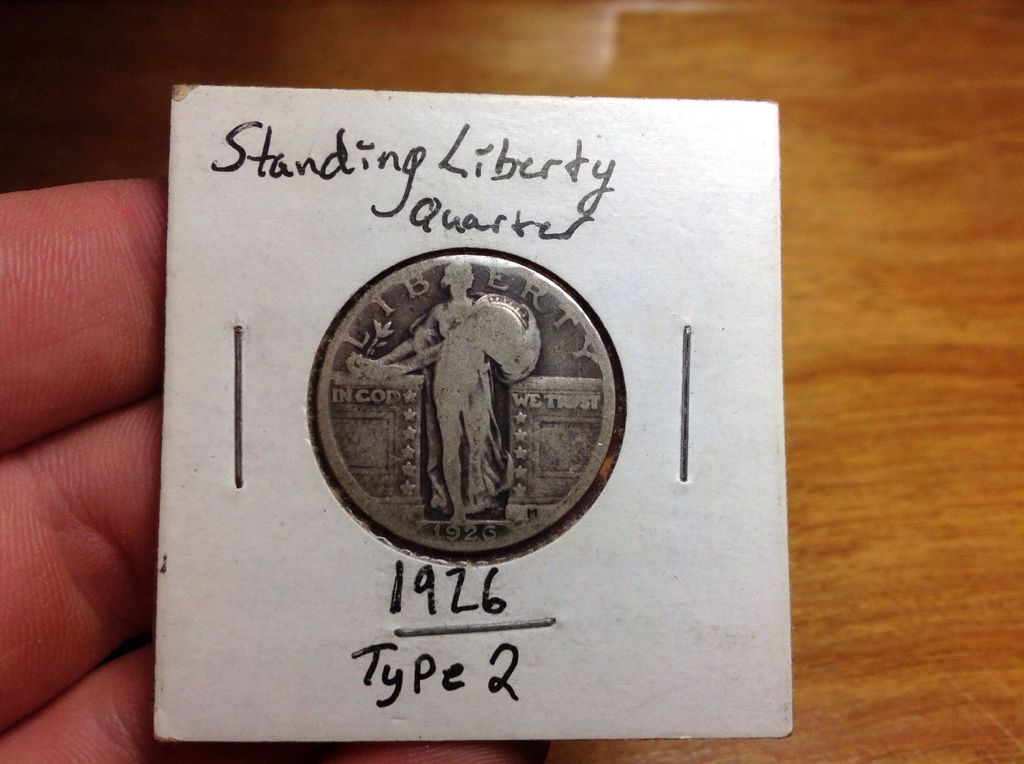 Standing Liberty
Quarter
LIBERTY
IN GOD WE TRUST
M
1926
1926
Type 2